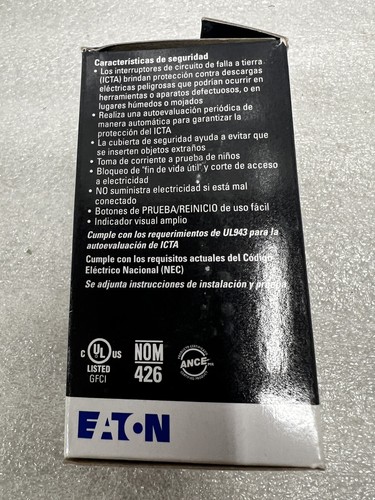 Características de seguridad
• Los interruptores de circuito de falla a tierra
(ICTA) brindan protección contra descargas
eléctricas peligrosas que podrían ocurrir en
herramientas o aparatos defectuosos, o en
lugares húmedos o mojados
• Realiza una autoevaluación periódica de
manera automática para garantizar la
protección del ICTA
• La cubierta de seguridad ayuda a evitar que
se inserten objetos extraños
• Toma de corriente a prueba de niños
• Bloqueo de "fin de vida útil" y corte de acceso
a electricidad
• NO suministra electricidad si está mal
conectado
• Botones de PRUEBA/REINICIO de uso fácil
• Indicador visual amplio
Cumple con los requerimientos de UL943 para la
autoevaluación de ICTA
Cumple con los requisitos actuales del Código
Eléctrico Nacional (NEC)
Se adjunta instrucciones de instalación y prueba
C UL US
LISTED
GFCI
NOM
426
ANCE
EATON